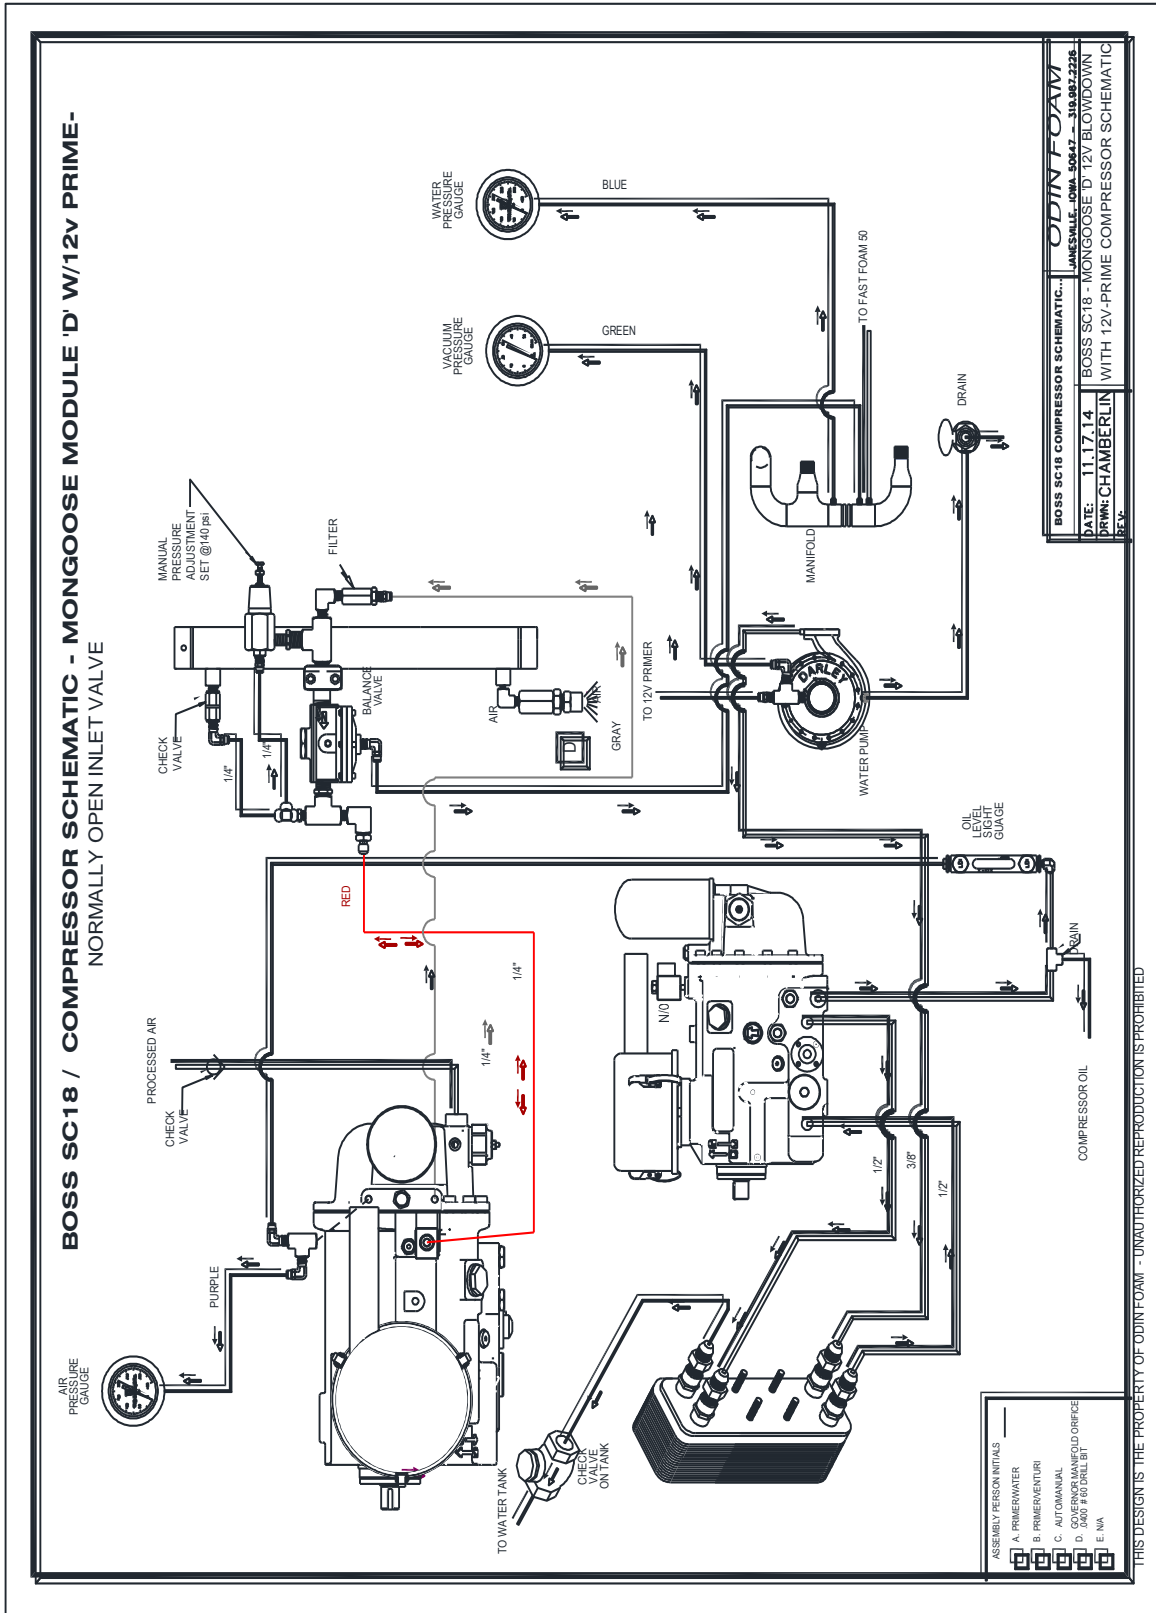 BOSS SC18 / COMPRESSOR SCHEMATIC - MONGOOSE MODULE 'D' W/12v PRIME-
NORMALLY OPEN INLET VALVE
AIR
PRESSURE
GAUGE
PURPLE
CHECK
VALVE
PROCESSED AIR
CHECK
VALVE
1/4"
1/4"
MANUAL
PRESSURE
ADJUSTMENT
SET @140 psi
FILTER
BALANCE
VALVE
RED
1/4"
1/4"
AIR
AIR
D
GRAY
WATER
PRESSURE
GAUGE
BLUE
VACUUM
PRESSURE
GAUGE
GREEN
TO 12V PRIMER
DARLEY
WATER PUMP
MANIFOLD
TO FAST FOAM 50
DRAIN
OIL
LEVEL
SIGHT
GUAGE
DRAIN
COMPRESSOR OIL
N/0
1/2"
3/8"
1/2"
TO WATER TANK
CHECK
VALVE
ON TANK
ASSEMBLY PERSON INITIALS
A. PRIMER/WATER
B. PRIMER/VENTURI
C. AUTO/MANUAL
D. GOVERNOR MANIFOLD ORIFICE
.0400 # 60 DRILL BIT
E. N/A
BOSS SC18 COMPRESSOR SCHEMATIC...
ODIN FOAM
JANESVILLE, IOWA 50647 - 319.987.2226
DATE: 11.17.14
DRWN: CHAMBERLIN
REV:
BOSS SC18 - MONGOOSE 'D' 12V BLOWDOWN
WITH 12V-PRIME COMPRESSOR SCHEMATIC
THIS DESIGN IS THE PROPERTY OF ODIN FOAM - UNAUTHORIZED REPRODUCTION IS PROHIBITED